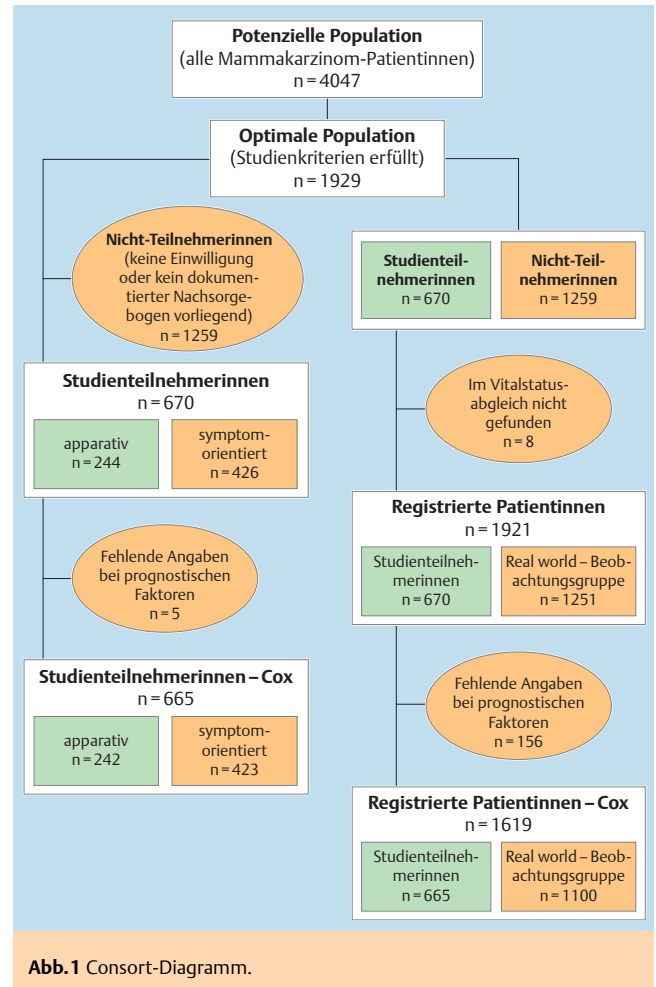 Potenzielle Population
(alle Mammakarzinom-Patientinnen)
n = 4047
Optimale Population
(Studienkriterien erfüllt)
n = 1929
Nicht-Teilnehmerinnen
(keine Einwilligung
oder kein dokumen-
tierter Nachsorge-
bogen vorliegend)
n = 1259
Studienteilnehmerinnen
n = 670
apparativ
n = 244
symptom-
orientiert
n = 426
Fehlende Angaben
bei prognostischen
Faktoren
n = 5
Studienteilnehmerinnen – Cox
n = 665
apparativ
n = 242
symptom-
orientiert
n = 423
Studienteil-
nehmerinnen
n = 670
Nicht-Teil-
nehmerinnen
n = 1259
Im Vitalstatus-
abgleich nicht
gefunden
n = 8
Registrierte Patientinnen
n = 1921
Studienteilneh-
merinnen
n = 670
Real world – Beob-
achtungsgruppe
n = 1251
Fehlende Angaben
bei prognostischen
Faktoren
n = 156
Registrierte Patientinnen – Cox
n = 1619
Studienteilneh-
merinnen
n = 665
Real world – Beob-
achtungsgruppe
n = 1100
Abb.1 Consort-Diagramm.